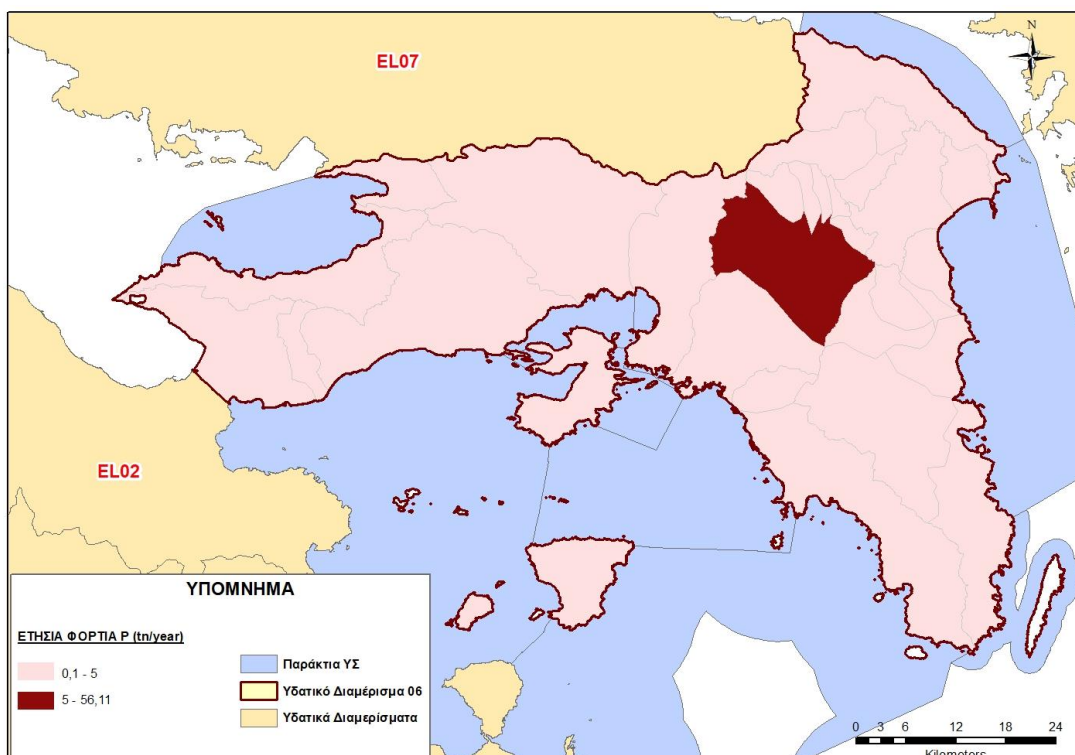 EL07
N
EL02
ΥΠΟΜΝΗΜΑ
ΕΤΗΣΙΑ ΦΟΡΤΙΑ P (tn/year)
0,1 - 5
5 - 56,11
Παράκτια ΥΣ
Υδατικό Διαμέρισμα 06
Υδατικά Διαμερίσματα
0 3 6 12 18 24
Kilometers